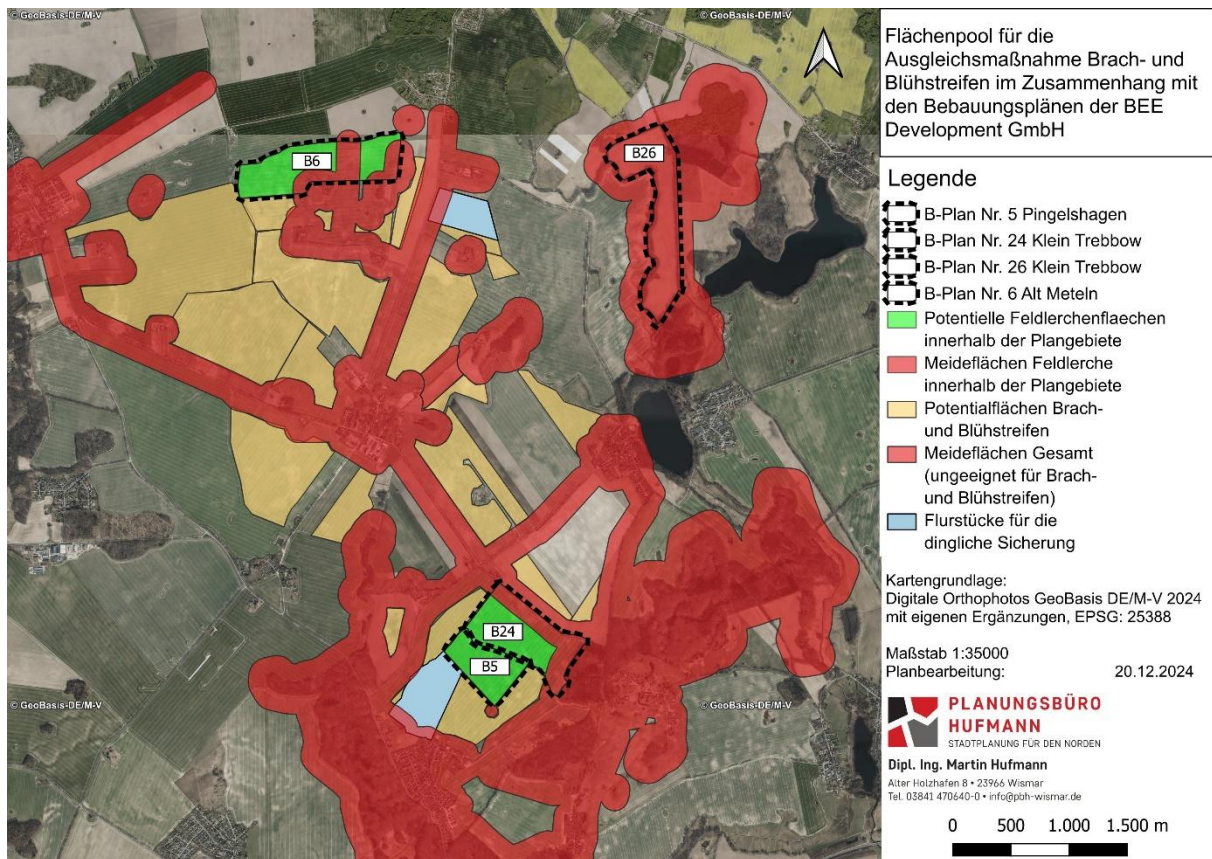 © GeoBasis-DE/M-V
© GeoBasis-DE/M-V
B6
B26
B24
B5
© GeoBasis-DE/M-V
© GeoBasis-DE/M-V
Flächenpool für die
Ausgleichsmaßnahme Brach- und
Blühstreifen im Zusammenhang mit
den Bebauungsplänen der BEE
Development GmbH
Legende
B-Plan Nr. 5 Pingelshagen
B-Plan Nr. 24 Klein Trebbow
B-Plan Nr. 26 Klein Trebbow
B-Plan Nr. 6 Alt Meteln
Potentielle Feldlerchenflaechen
innerhalb der Plangebiete
Meideflächen Feldlerche
innerhalb der Plangebiete
Potentialflächen Brach-
und Blühstreifen
Meideflächen Gesamt
(ungeeignet für Brach-
und Blühstreifen)
Flurstücke für die
dingliche Sicherung
Kartengrundlage:
Digitale Orthophotos GeoBasis DE/M-V 2024
mit eigenen Ergänzungen, EPSG: 25388
Maßstab 1:35000
Planbearbeitung: 20.12.2024
PLANUNGSBÜRO
HUFMANN
STADTPLANUNG FÜR DEN NORDEN
Dipl. Ing. Martin Hufmann
Alter Holzhafen 8 • 23966 Wismar
Tel. 03841 470640-0 • info@pbh-wismar.de
0 500 1.000 1.500 m